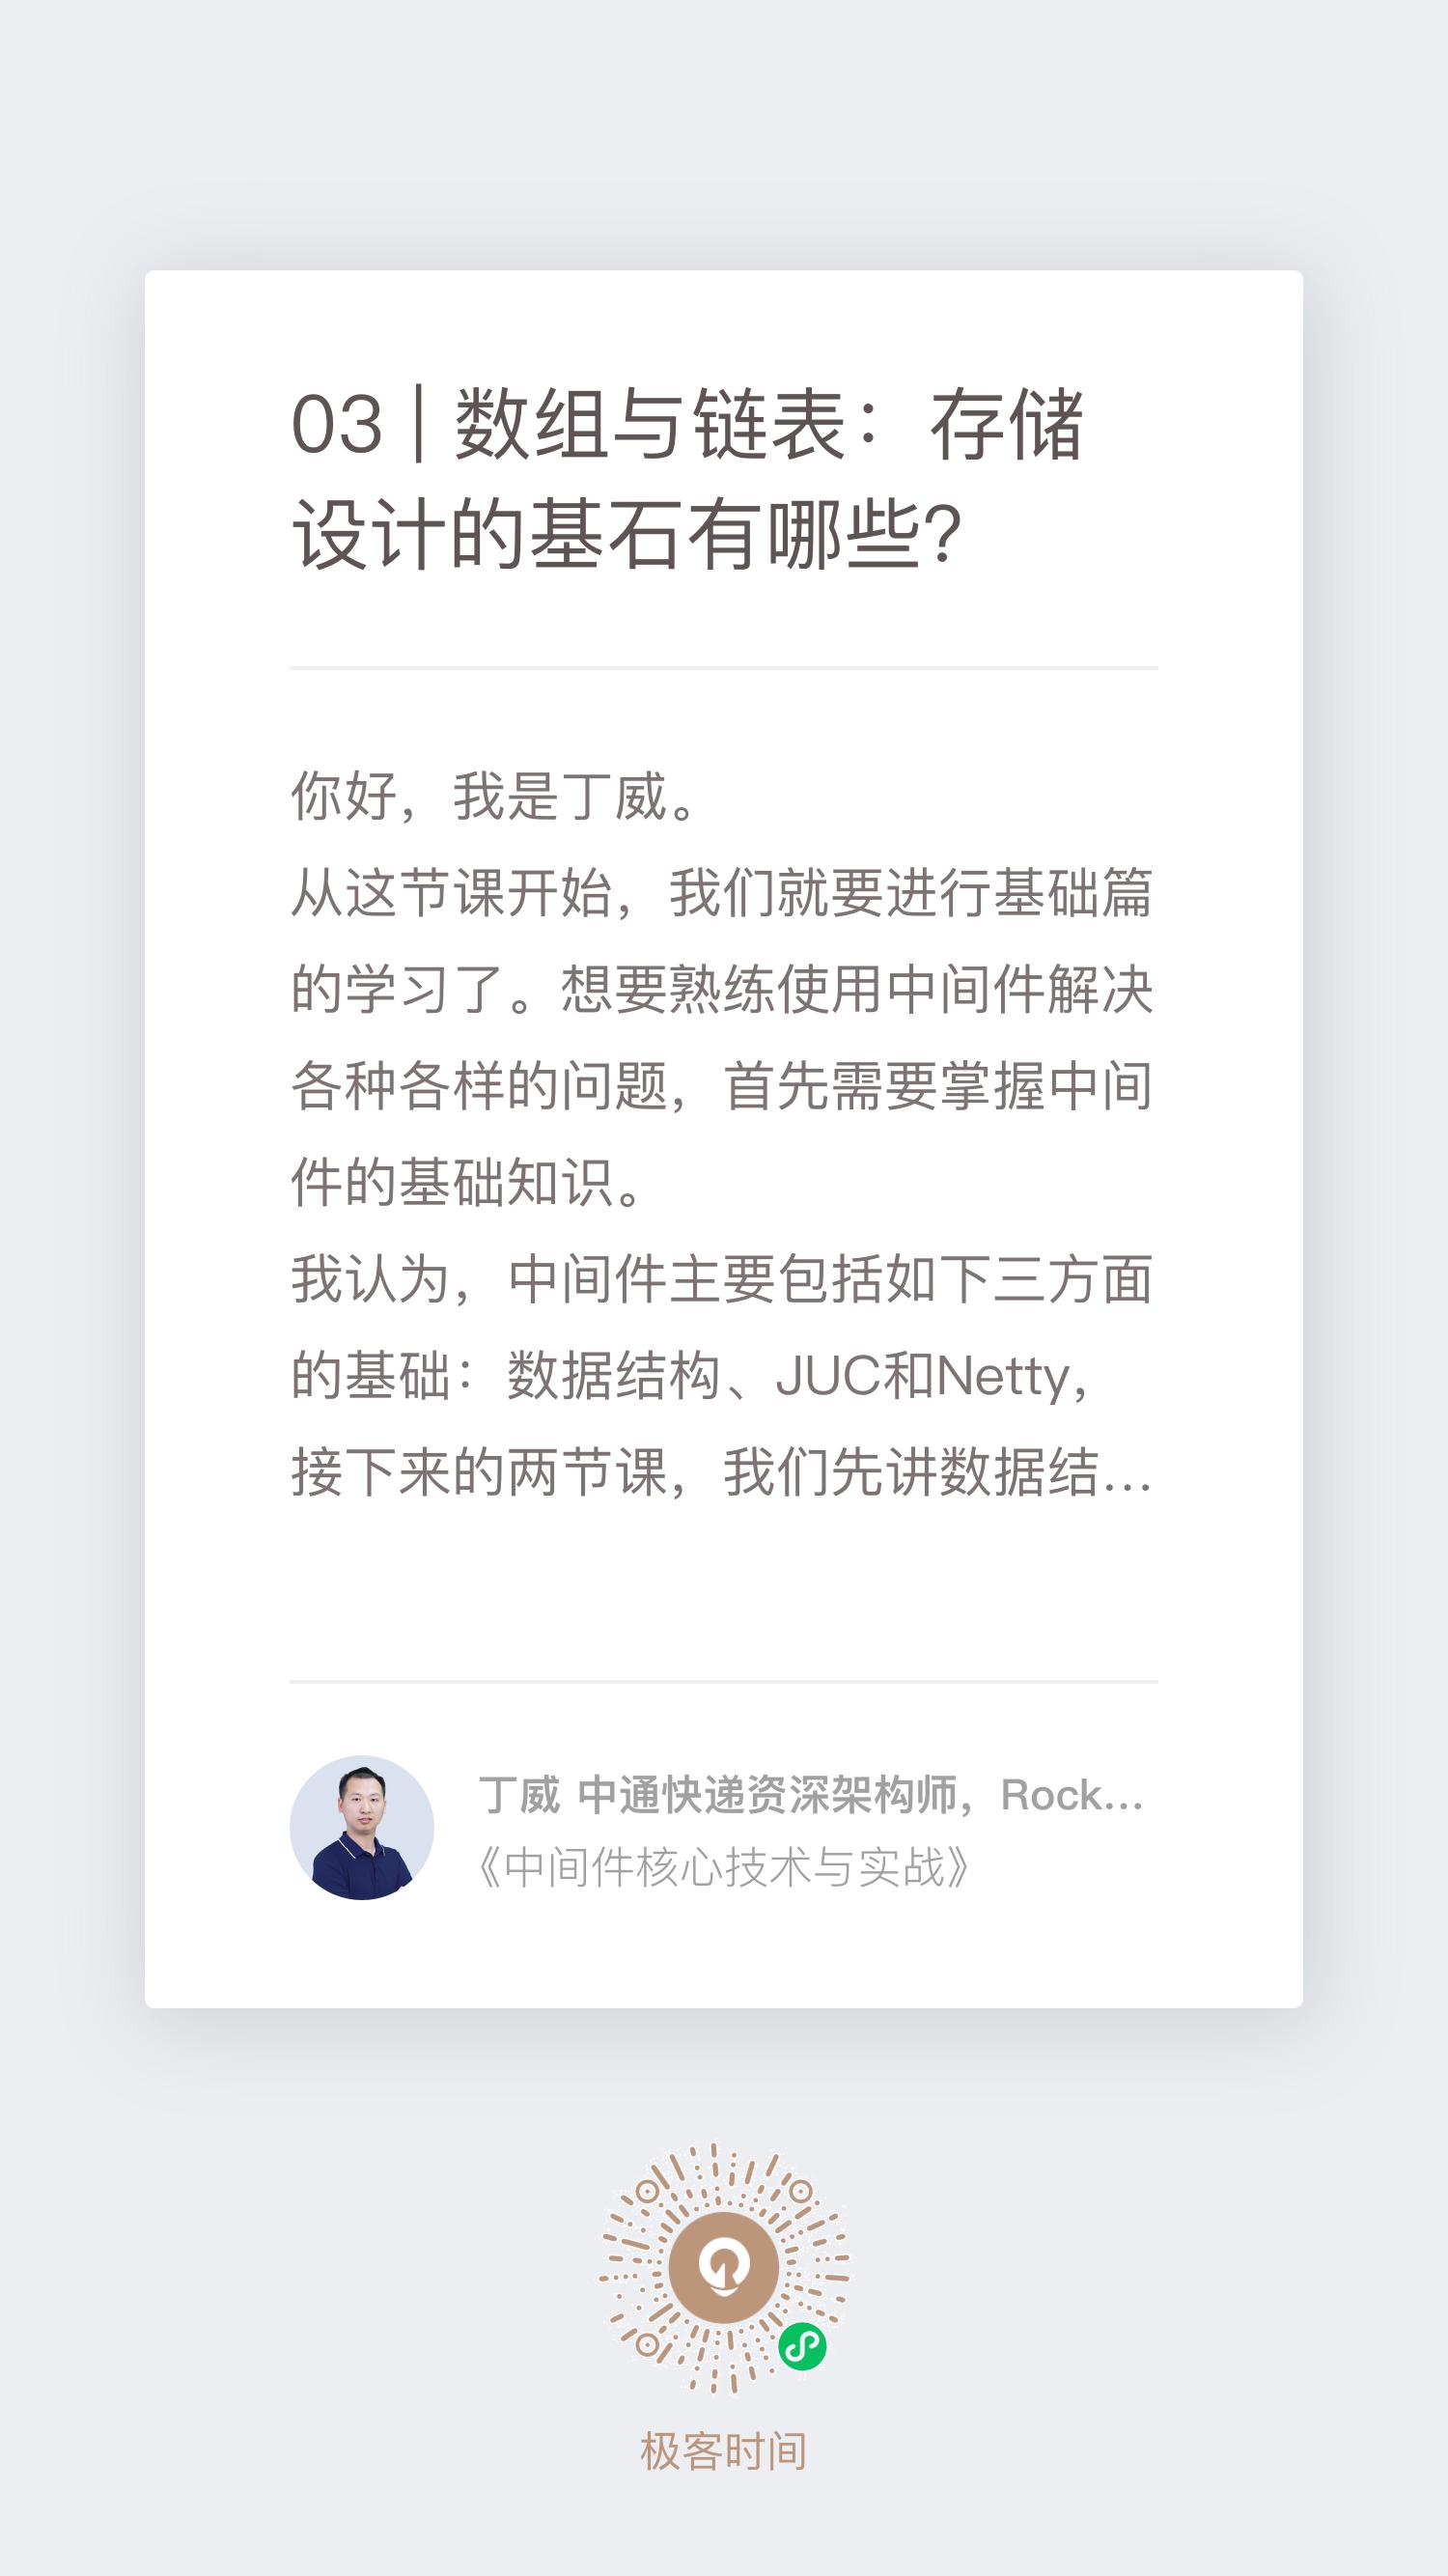 03 | 数组与链表：存储
设计的基石有哪些？
你好，我是丁威。
从这节课开始，我们就要进行基础篇
的学习了。想要熟练使用中间件解决
各种各样的问题，首先需要掌握中间
件的基础知识。
我认为，中间件主要包括如下三方面
的基础：数据结构、JUC和Netty，
接下来的两节课，我们先讲数据结…
丁威 中通快递资深架构师，Rock…
《中间件核心技术与实战》
极客时间